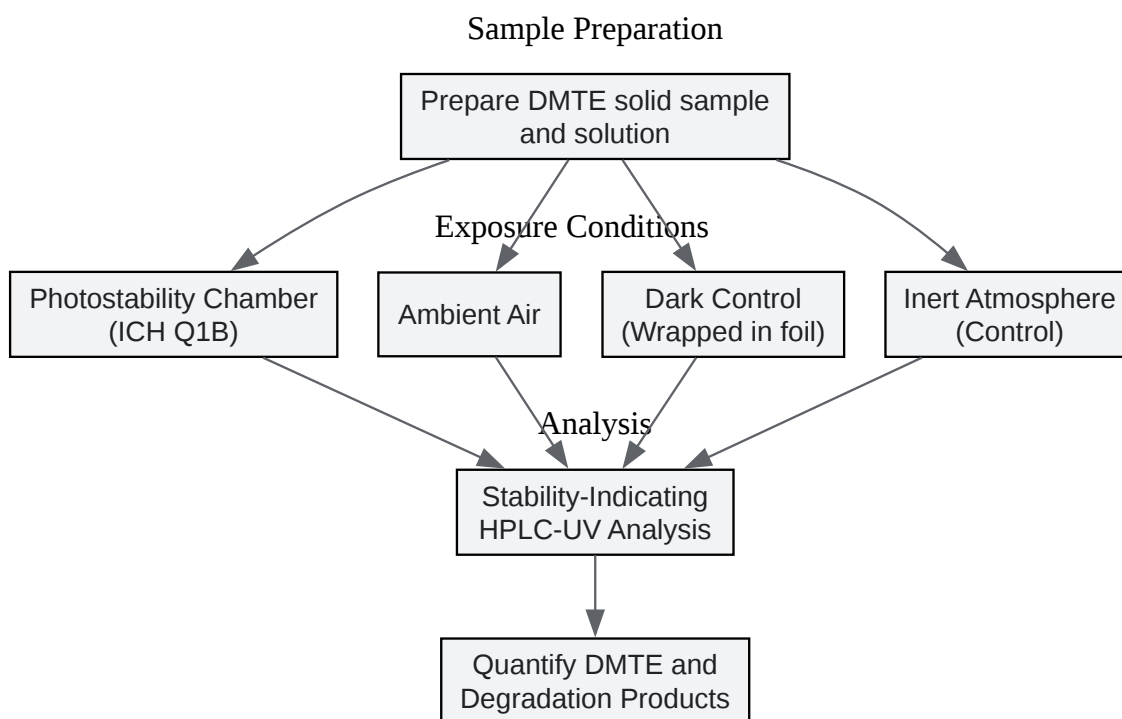 Sample Preparation
Prepare DMTE solid sample
and solution
Exposure Conditions
Photostability Chamber
(ICH Q1B)
Ambient Air
Dark Control
(Wrapped in foil)
Inert Atmosphere
(Control)
Analysis
Stability-Indicating
HPLC-UV Analysis
Quantify DMTE and
Degradation Products